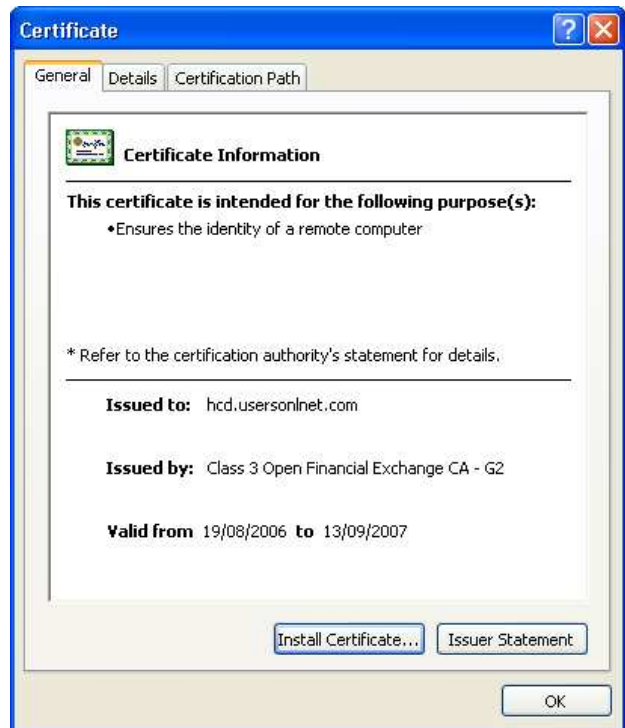 Certificate
General Details Certification Path
Certificate Information
This certificate is intended for the following purpose(s):
•Ensures the identity of a remote computer
* Refer to the certification authority's statement for details.
Issued to: hcd.usersonlnet.com
Issued by: Class 3 Open Financial Exchange CA - G2
Valid from 19/08/2006 to 13/09/2007
Install Certificate... Issuer Statement
OK